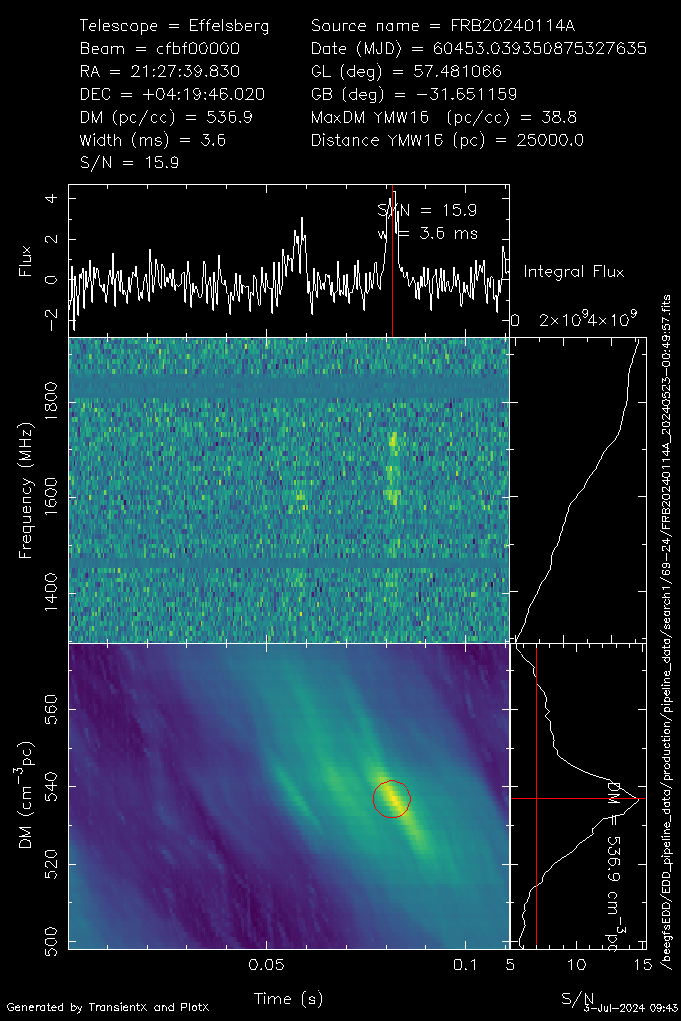 Telescope = Effelsberg
Source name = FRB20240114A
Beam = cfbf00000
Date (MJD) = 60453.039350875327635
RA = 21:27:39.830
GL (deg) = 57.481066
DEC = +04:19:46.020
GB (deg) = -31.651159
DM (pc/cc) = 536.9
MaxDM YMW16 (pc/cc) = 38.8
Width (ms) = 3.6
Distance YMW16 (pc) = 25000.0
S/N = 15.9
4
2
0
-2
Flux
S/N = 15.9
w = 3.6 ms
Integral Flux
0 2×10⁹ 4×10⁹
1800
1600
1400
Frequency (MHz)
560
540
520
500
DM (cm⁻³pc)
DM = 536.9 cm⁻³pc
0.05 0.1
Time (s)
5 10 15
S/N
/beegfsEDD/EDD_pipeline_data/production/pipeline_data/search1/69-24/FRB20240114A_20240523-00:49:57.fits
Generated by TransientX and PlotX
3-Jul-2024 09:43